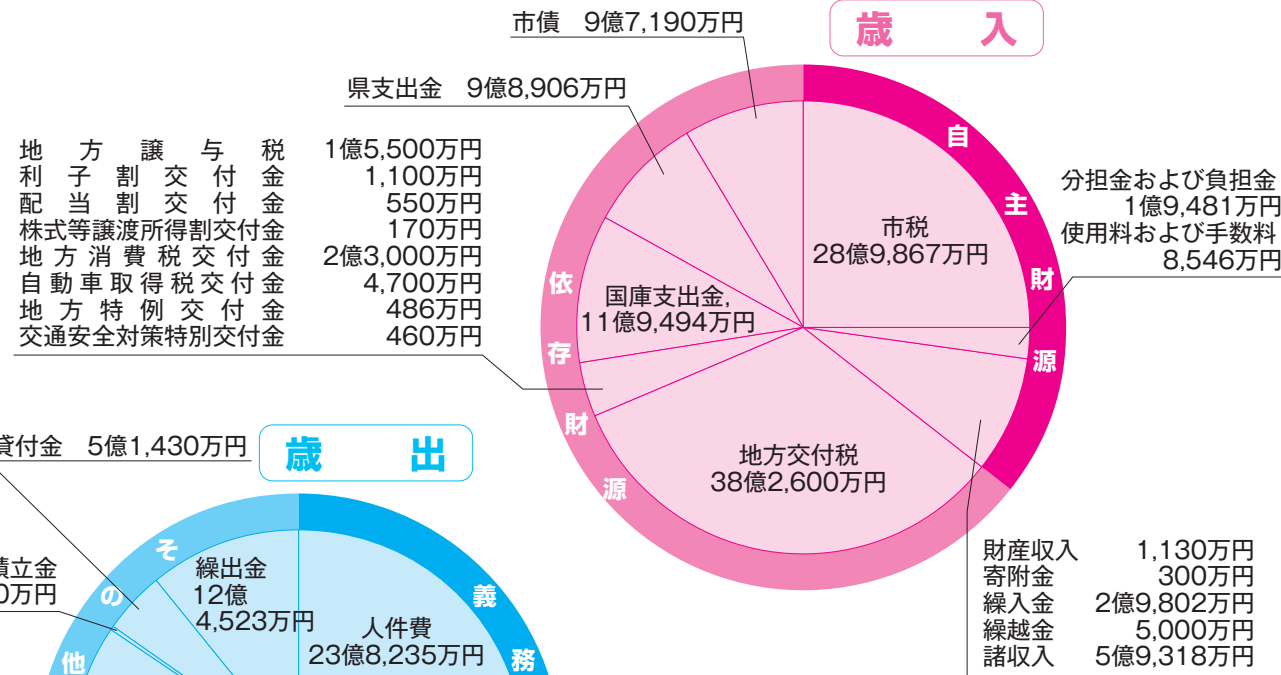 歳入
市債 9億7,190万円
県支出金 9億8,906万円
地方譲与税 1億5,500万円
利子割交付金 1,100万円
配当割交付金 550万円
株式等譲渡所得割交付金 170万円
地方消費税交付金 2億3,000万円
自動車取得税交付金 4,700万円
地方特例交付金 486万円
交通安全対策特別交付金 460万円
自主財源
市税
28億9,867万円
分担金および負担金
1億9,481万円
使用料および手数料
8,546万円
依存財源
国庫支出金,
11億9,494万円
地方交付税
38億2,600万円
財産収入 1,130万円
寄附金 300万円
繰入金 2億9,802万円
繰越金 5,000万円
諸収入 5億9,318万円
歳出
貸付金 5億1,430万円
積立金
0万円
その他
繰出金
12億
4,523万円
人件費
23億8,235万円
義務